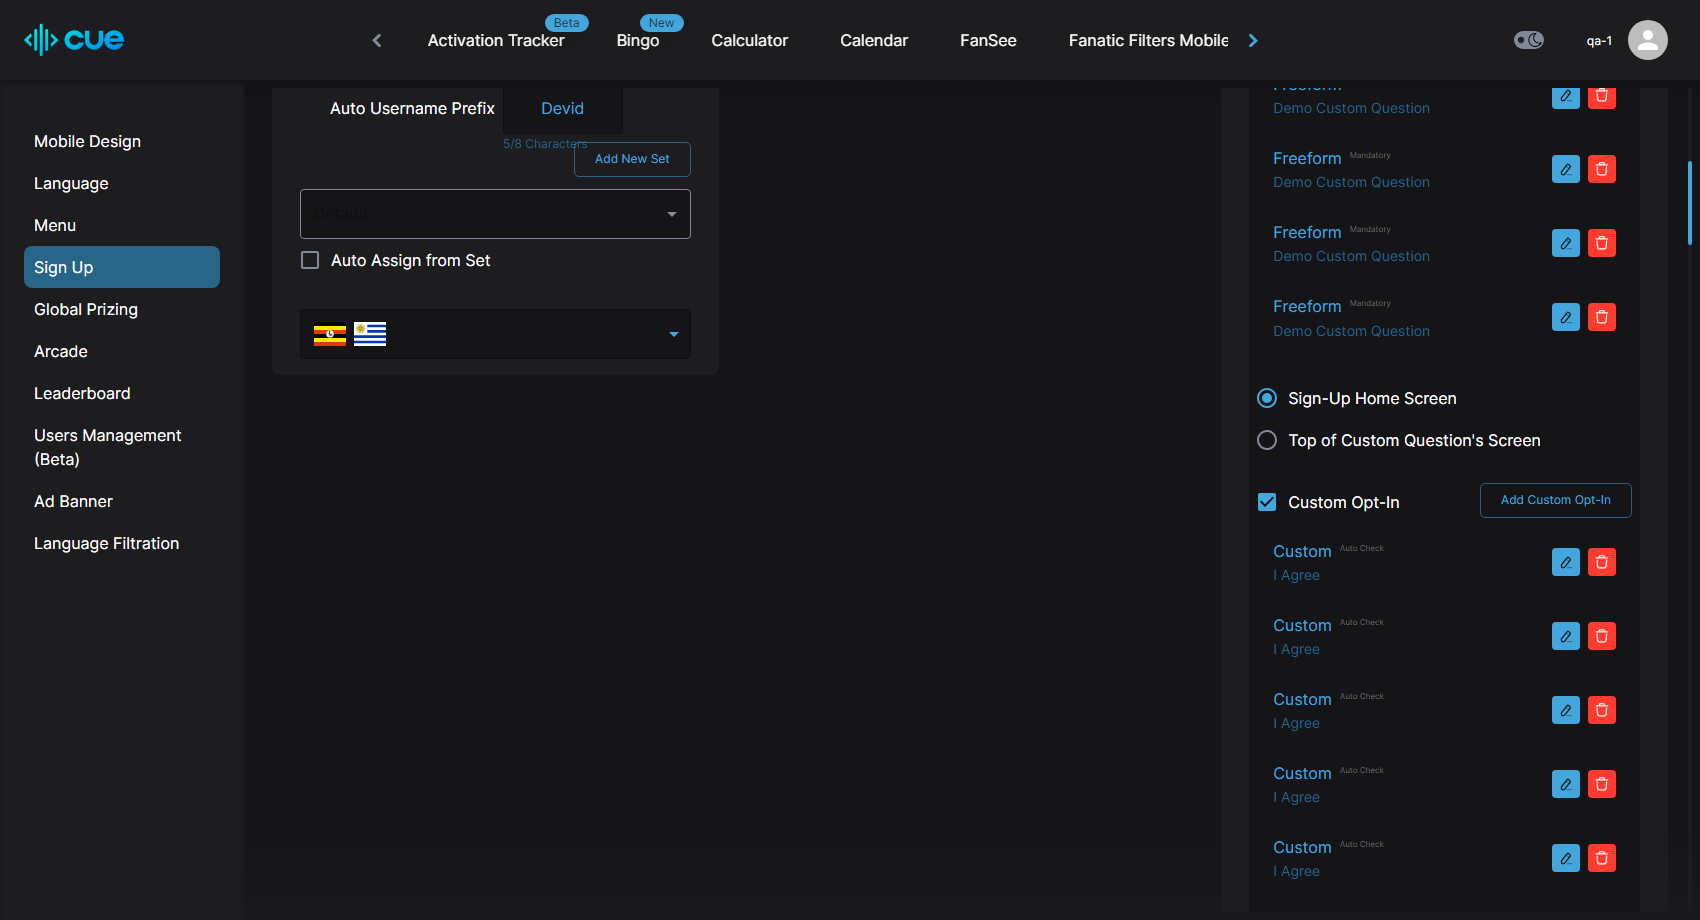 cue
Activation Tracker
Beta
Bingo
New
Calculator
Calendar
FanSee
Fanatic Filters Mobile
qa-1
Mobile Design
Language
Menu
Sign Up
Global Prizing
Arcade
Leaderboard
Users Management
(Beta)
Ad Banner
Language Filtration
Auto Username Prefix
Devid
5/8 Characters
Add New Set
Default
Auto Assign from Set
Freeform
Demo Custom Question
Freeform Mandatory
Demo Custom Question
Freeform Mandatory
Demo Custom Question
Freeform Mandatory
Demo Custom Question
Sign-Up Home Screen
Top of Custom Question's Screen
Custom Opt-In
Add Custom Opt-In
Custom Auto Check
I Agree
Custom Auto Check
I Agree
Custom Auto Check
I Agree
Custom Auto Check
I Agree
Custom Auto Check
I Agree